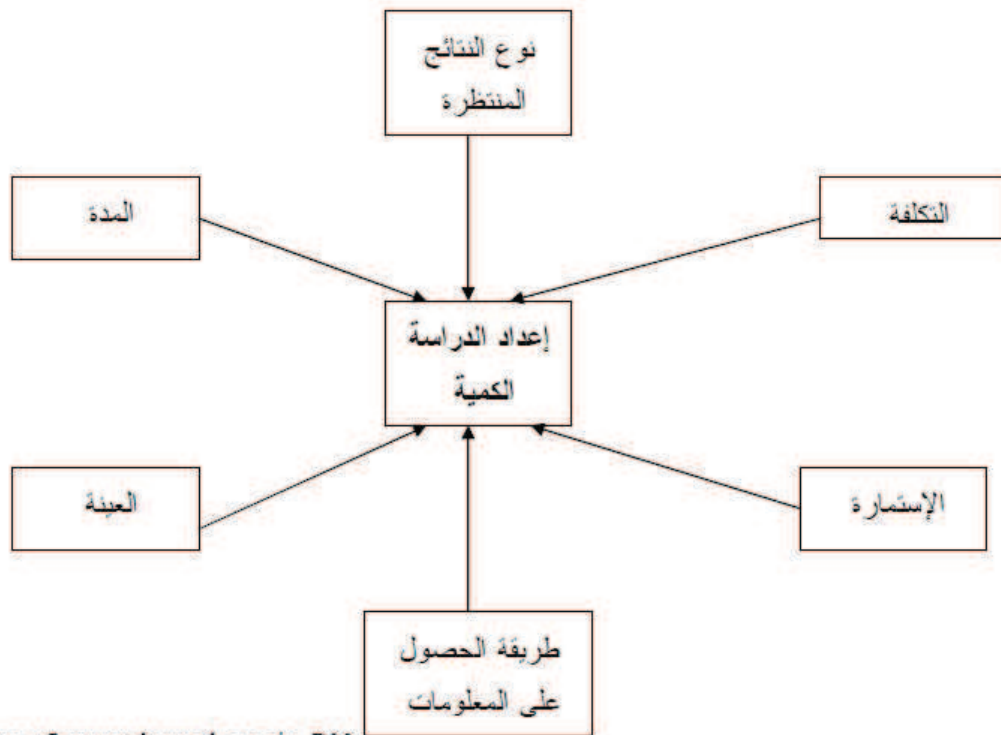 نوع النتائج
المنتظرة
التكلفة
المدة
إعداد الدراسة
الكمية
الإستمارة
العينة
طريقة الحصول
على المعلومات